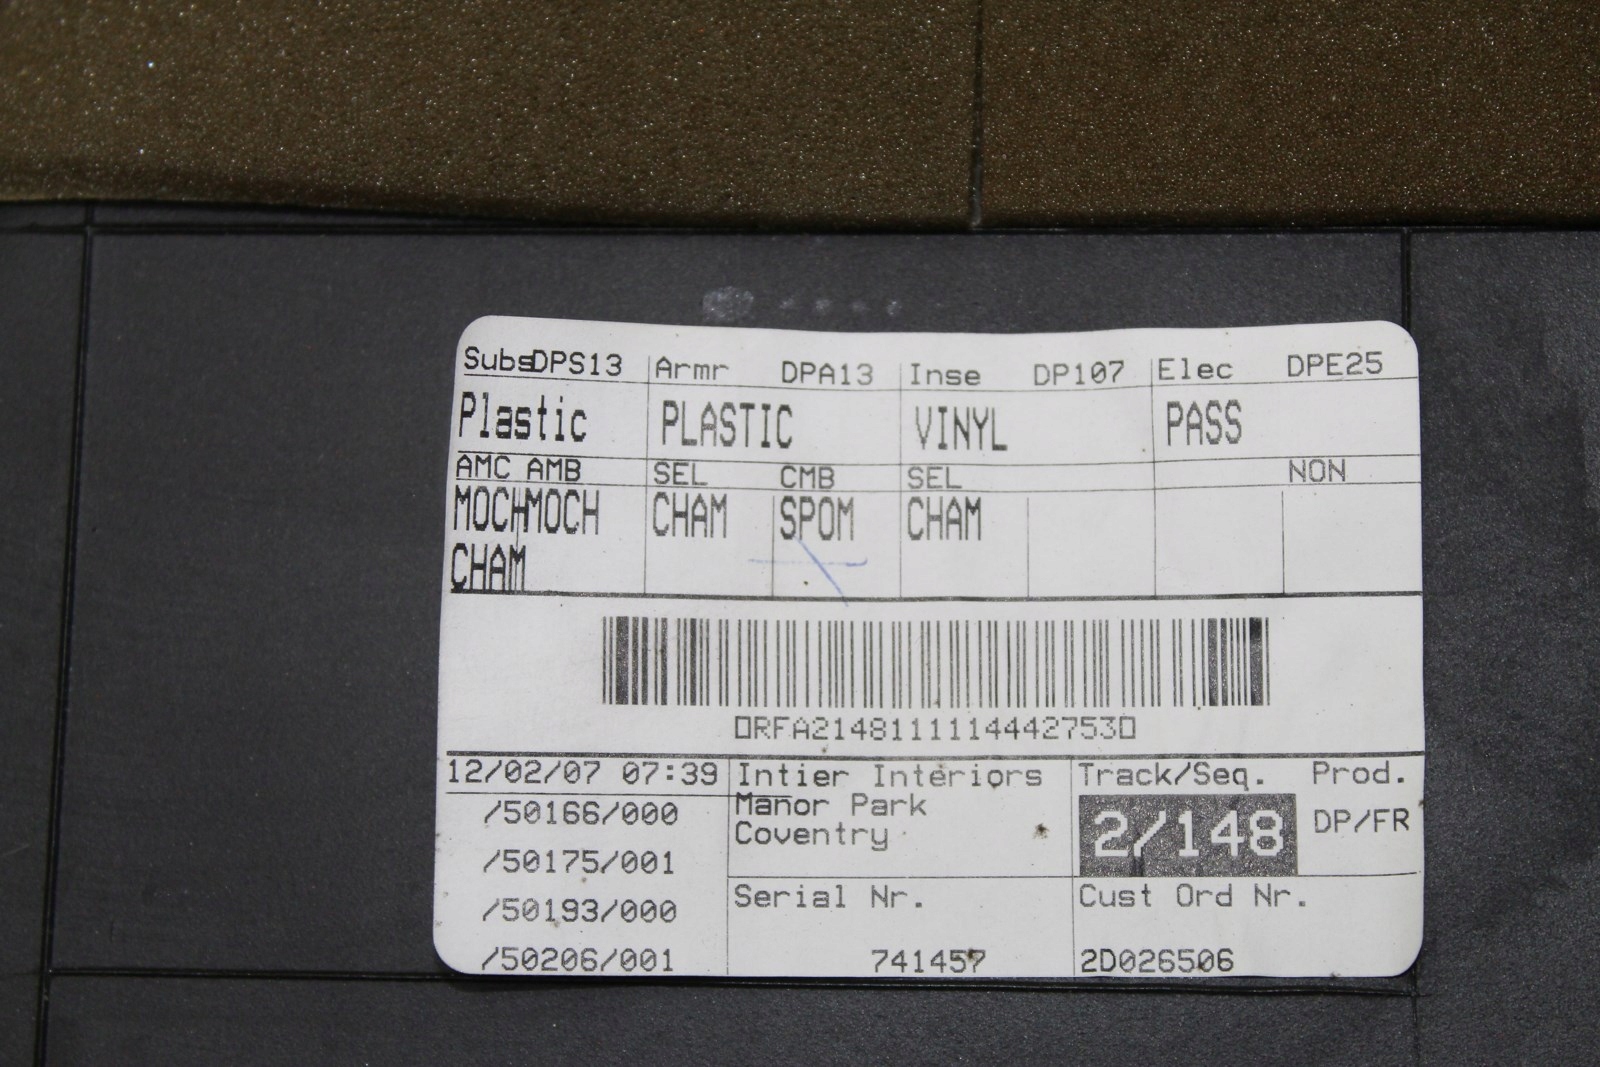 SubsDPS13 Armr DPA13 Inse DP107 Elec DPE25
Plastic PLASTIC VINYL PASS
AMC AMB SEL CMB SEL NON
MOCHMOCH CHAM SPOM CHAM
CHAM
▯RFA2148111114442753▯
12/02/07 07:39 Intier Interiors Track/Seq. Prod.
/50166/000 Manor Park 2/148 DP/FR
Coventry
/50175/001
/50193/000 Serial Nr. Cust Ord Nr.
/50206/001 741457 2D026506